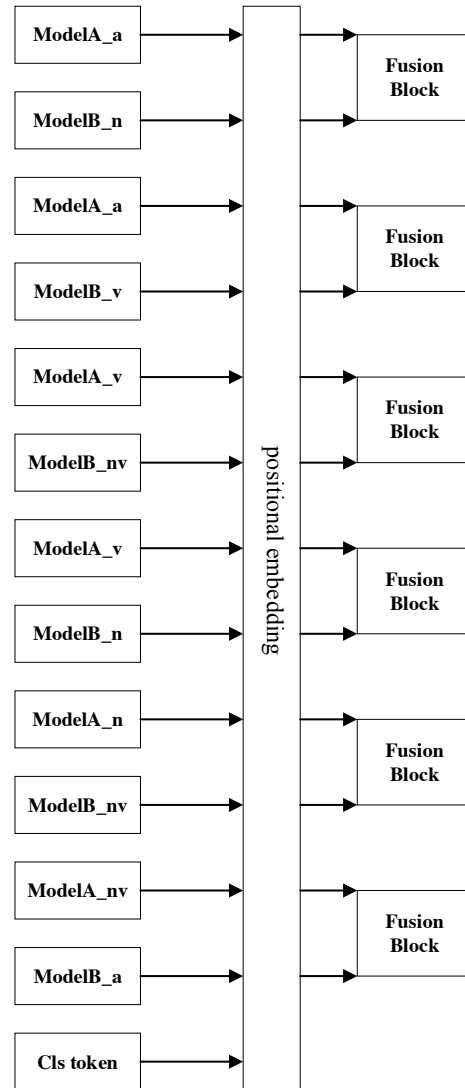 ModelA_a
Fusion
Block
ModelB_n
ModelA_a
Fusion
Block
ModelB_v
ModelA_v
Fusion
Block
ModelB_nv
positional embedding
ModelA_v
Fusion
Block
ModelB_n
ModelA_n
Fusion
Block
ModelB_nv
ModelA_nv
Fusion
Block
ModelB_a
Cls token